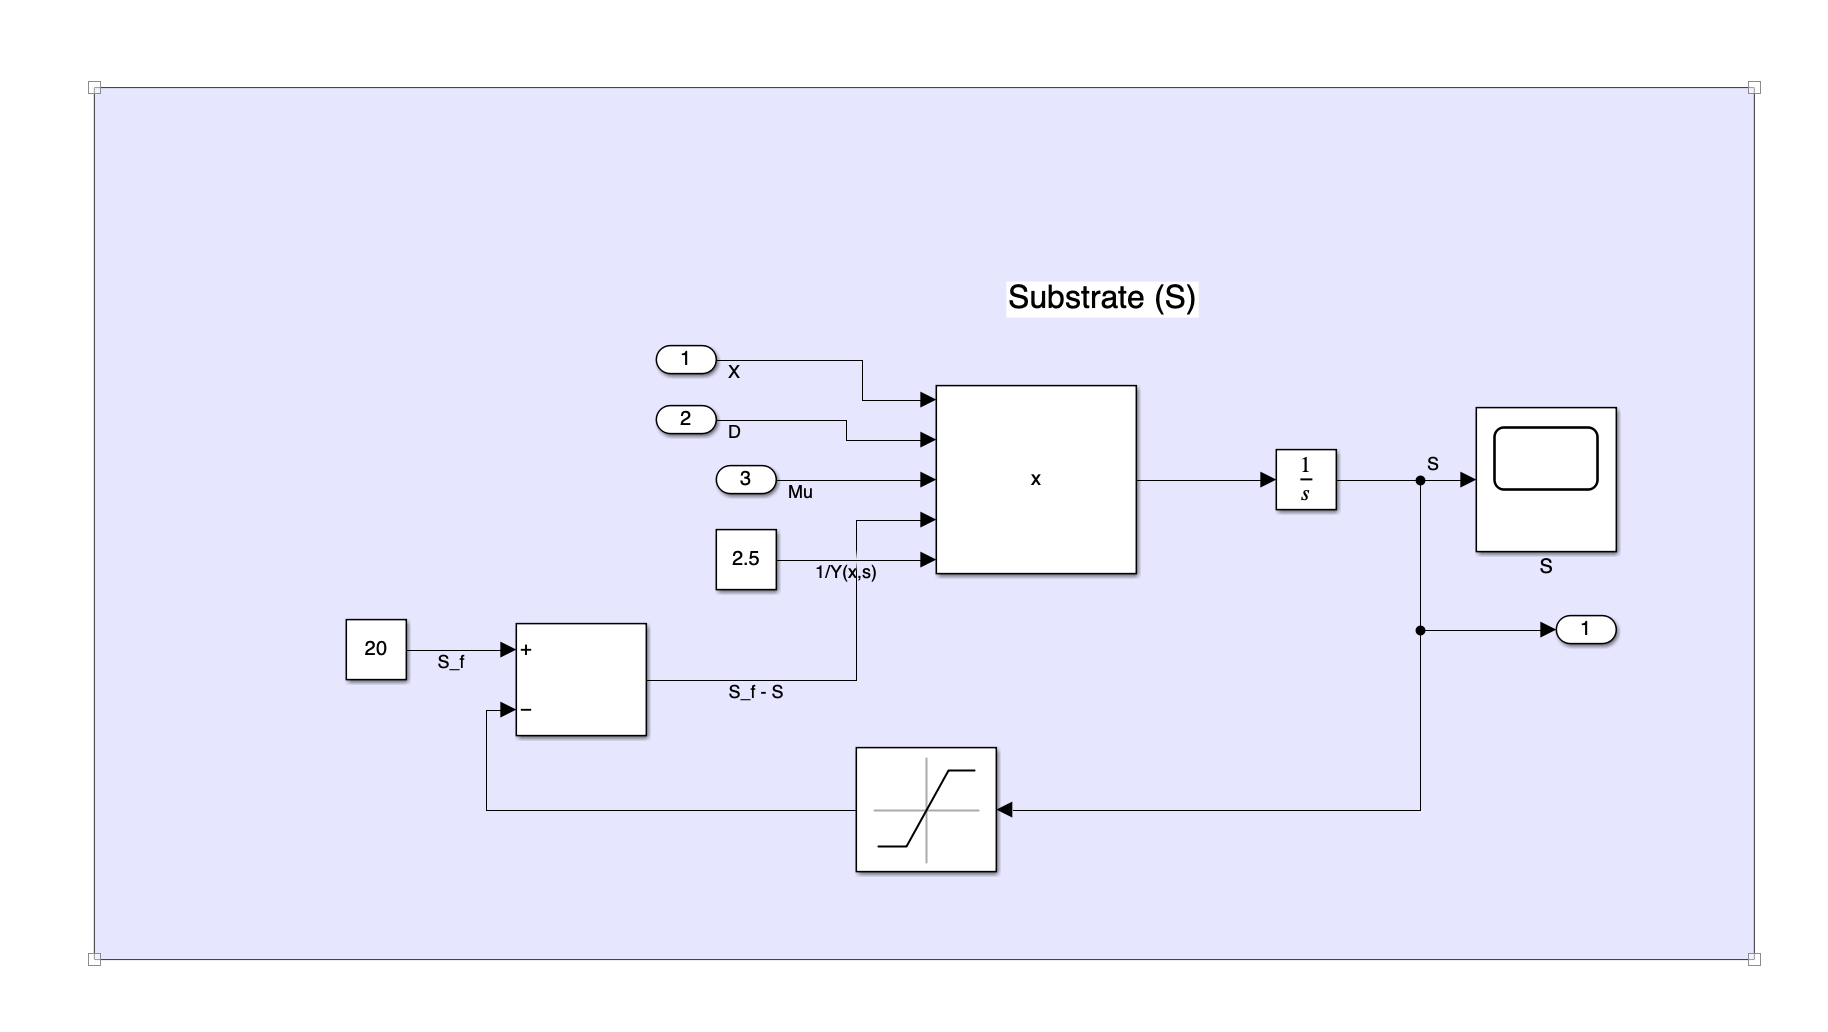 Substrate (S)
1
X
2
D
3
Mu
2.5
1/Y(x,s)
x
1
s
S
S
1
20
S_f
+
−
S_f - S